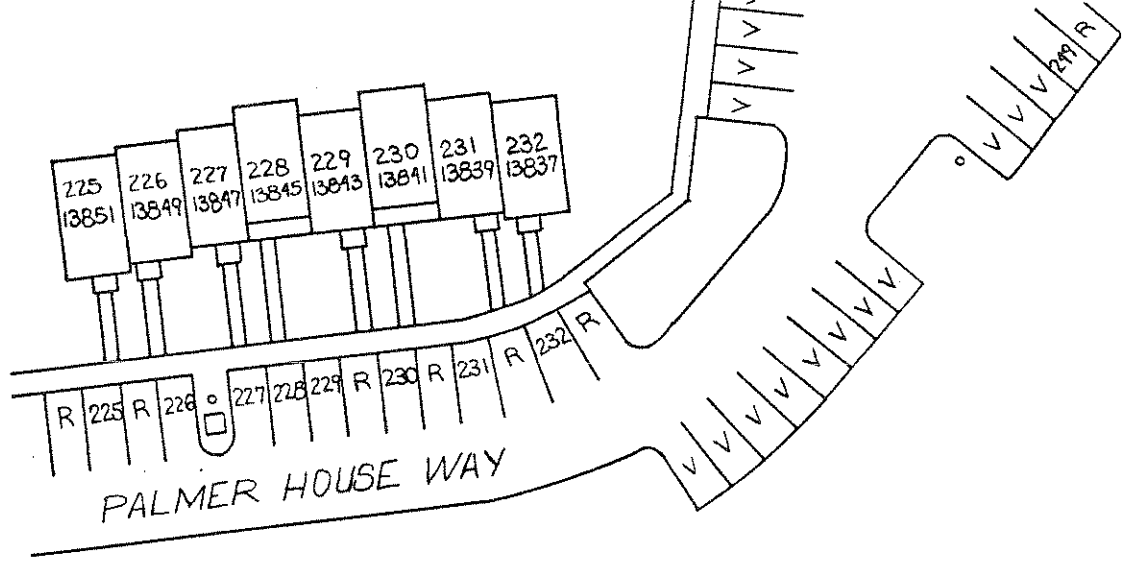 V
V
V
V
V V V 249 R
225
13851
226
13849
227
13847
228
13845
229
13843
230
13841
231
13839
232
13837
R 225 R 226 227 228 229 R 230 R 231 R 232 R
V V V V V V V V
PALMER HOUSE WAY